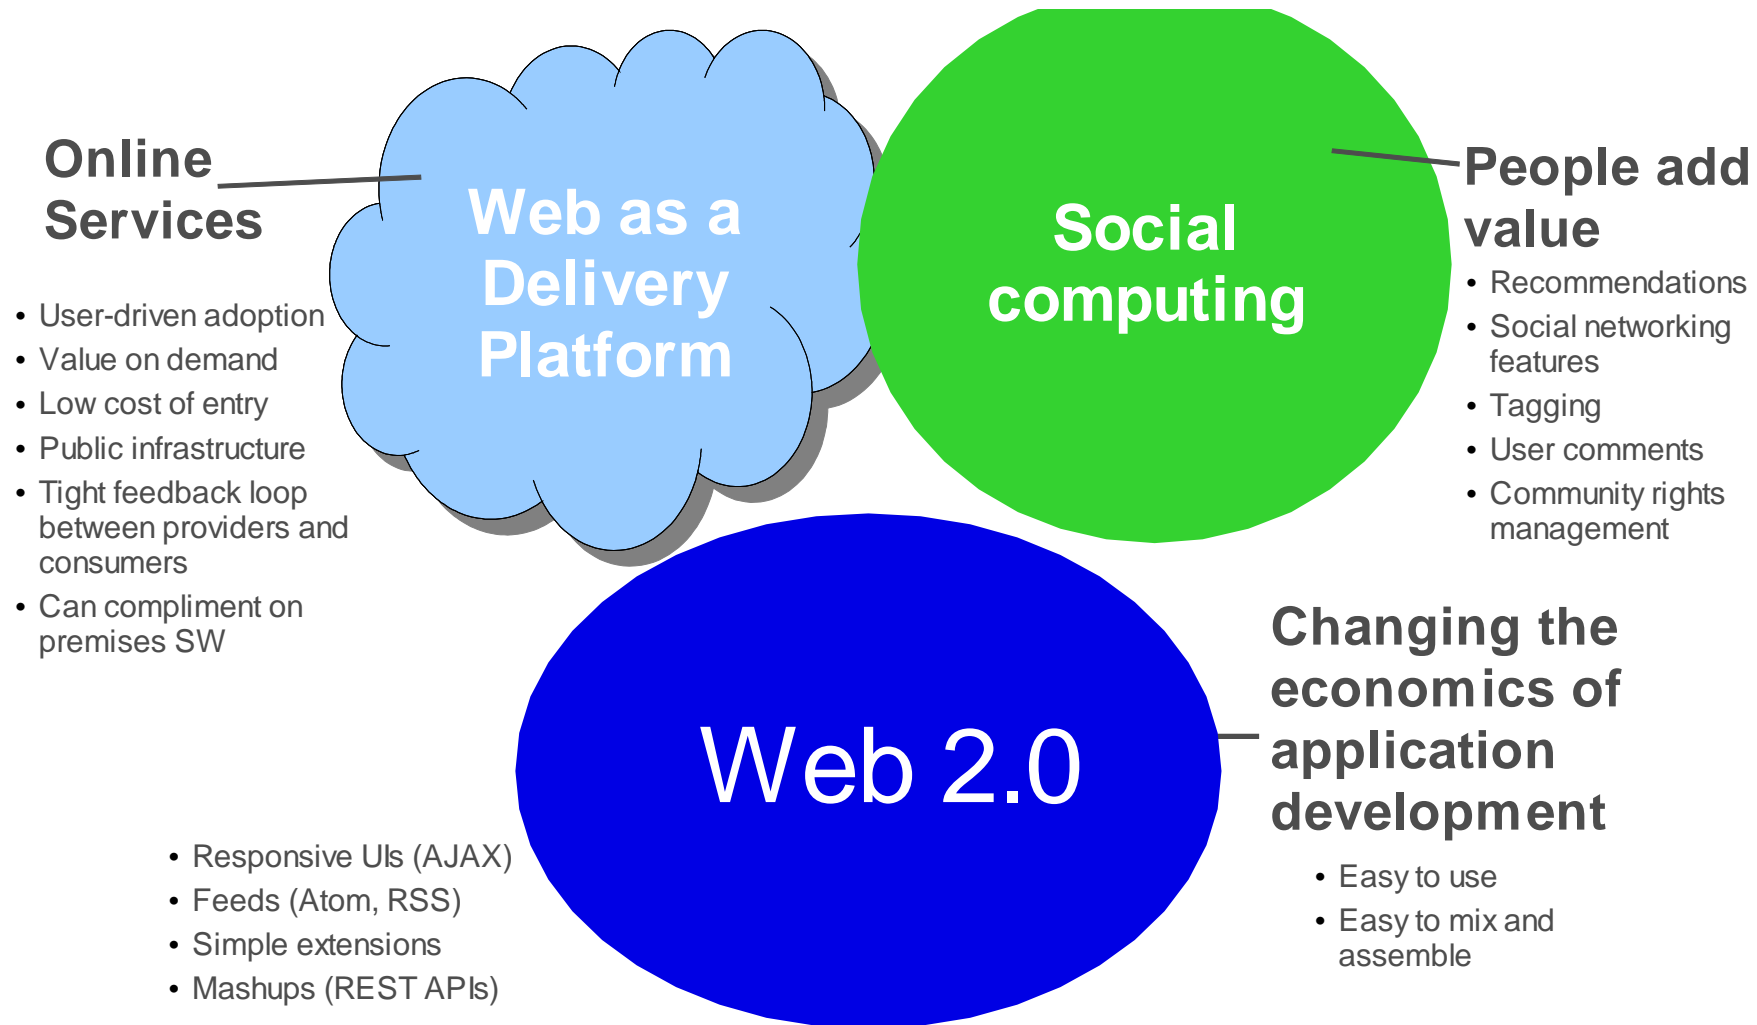 Online
Services
• User-driven adoption
• Value on demand
• Low cost of entry
• Public infrastructure
• Tight feedback loop
between providers and
consumers
• Can compliment on
premises SW
Web as a
Delivery
Platform
Social
computing
People add
value
• Recommendations
• Social networking
features
• Tagging
• User comments
• Community rights
management
Web 2.0
Changing the
economics of
application
development
• Easy to use
• Easy to mix and
assemble
• Responsive UIs (AJAX)
• Feeds (Atom, RSS)
• Simple extensions
• Mashups (REST APIs)